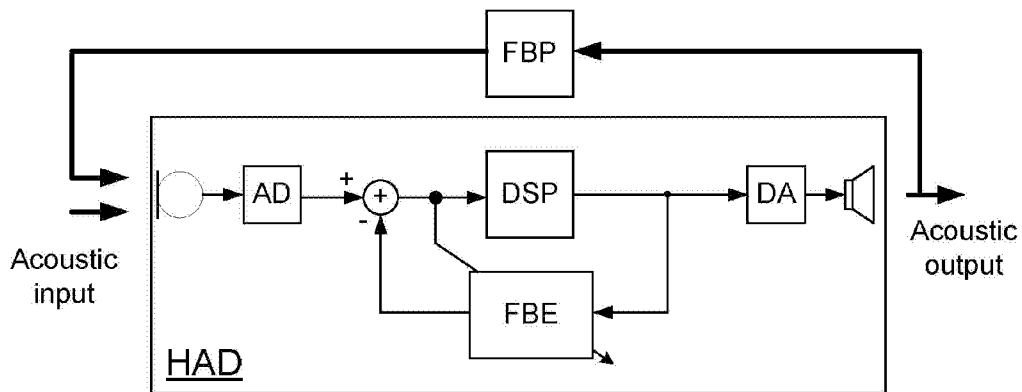 FBP
AD
+
+
-
DSP
DA
FBE
Acoustic
input
Acoustic
output
HAD